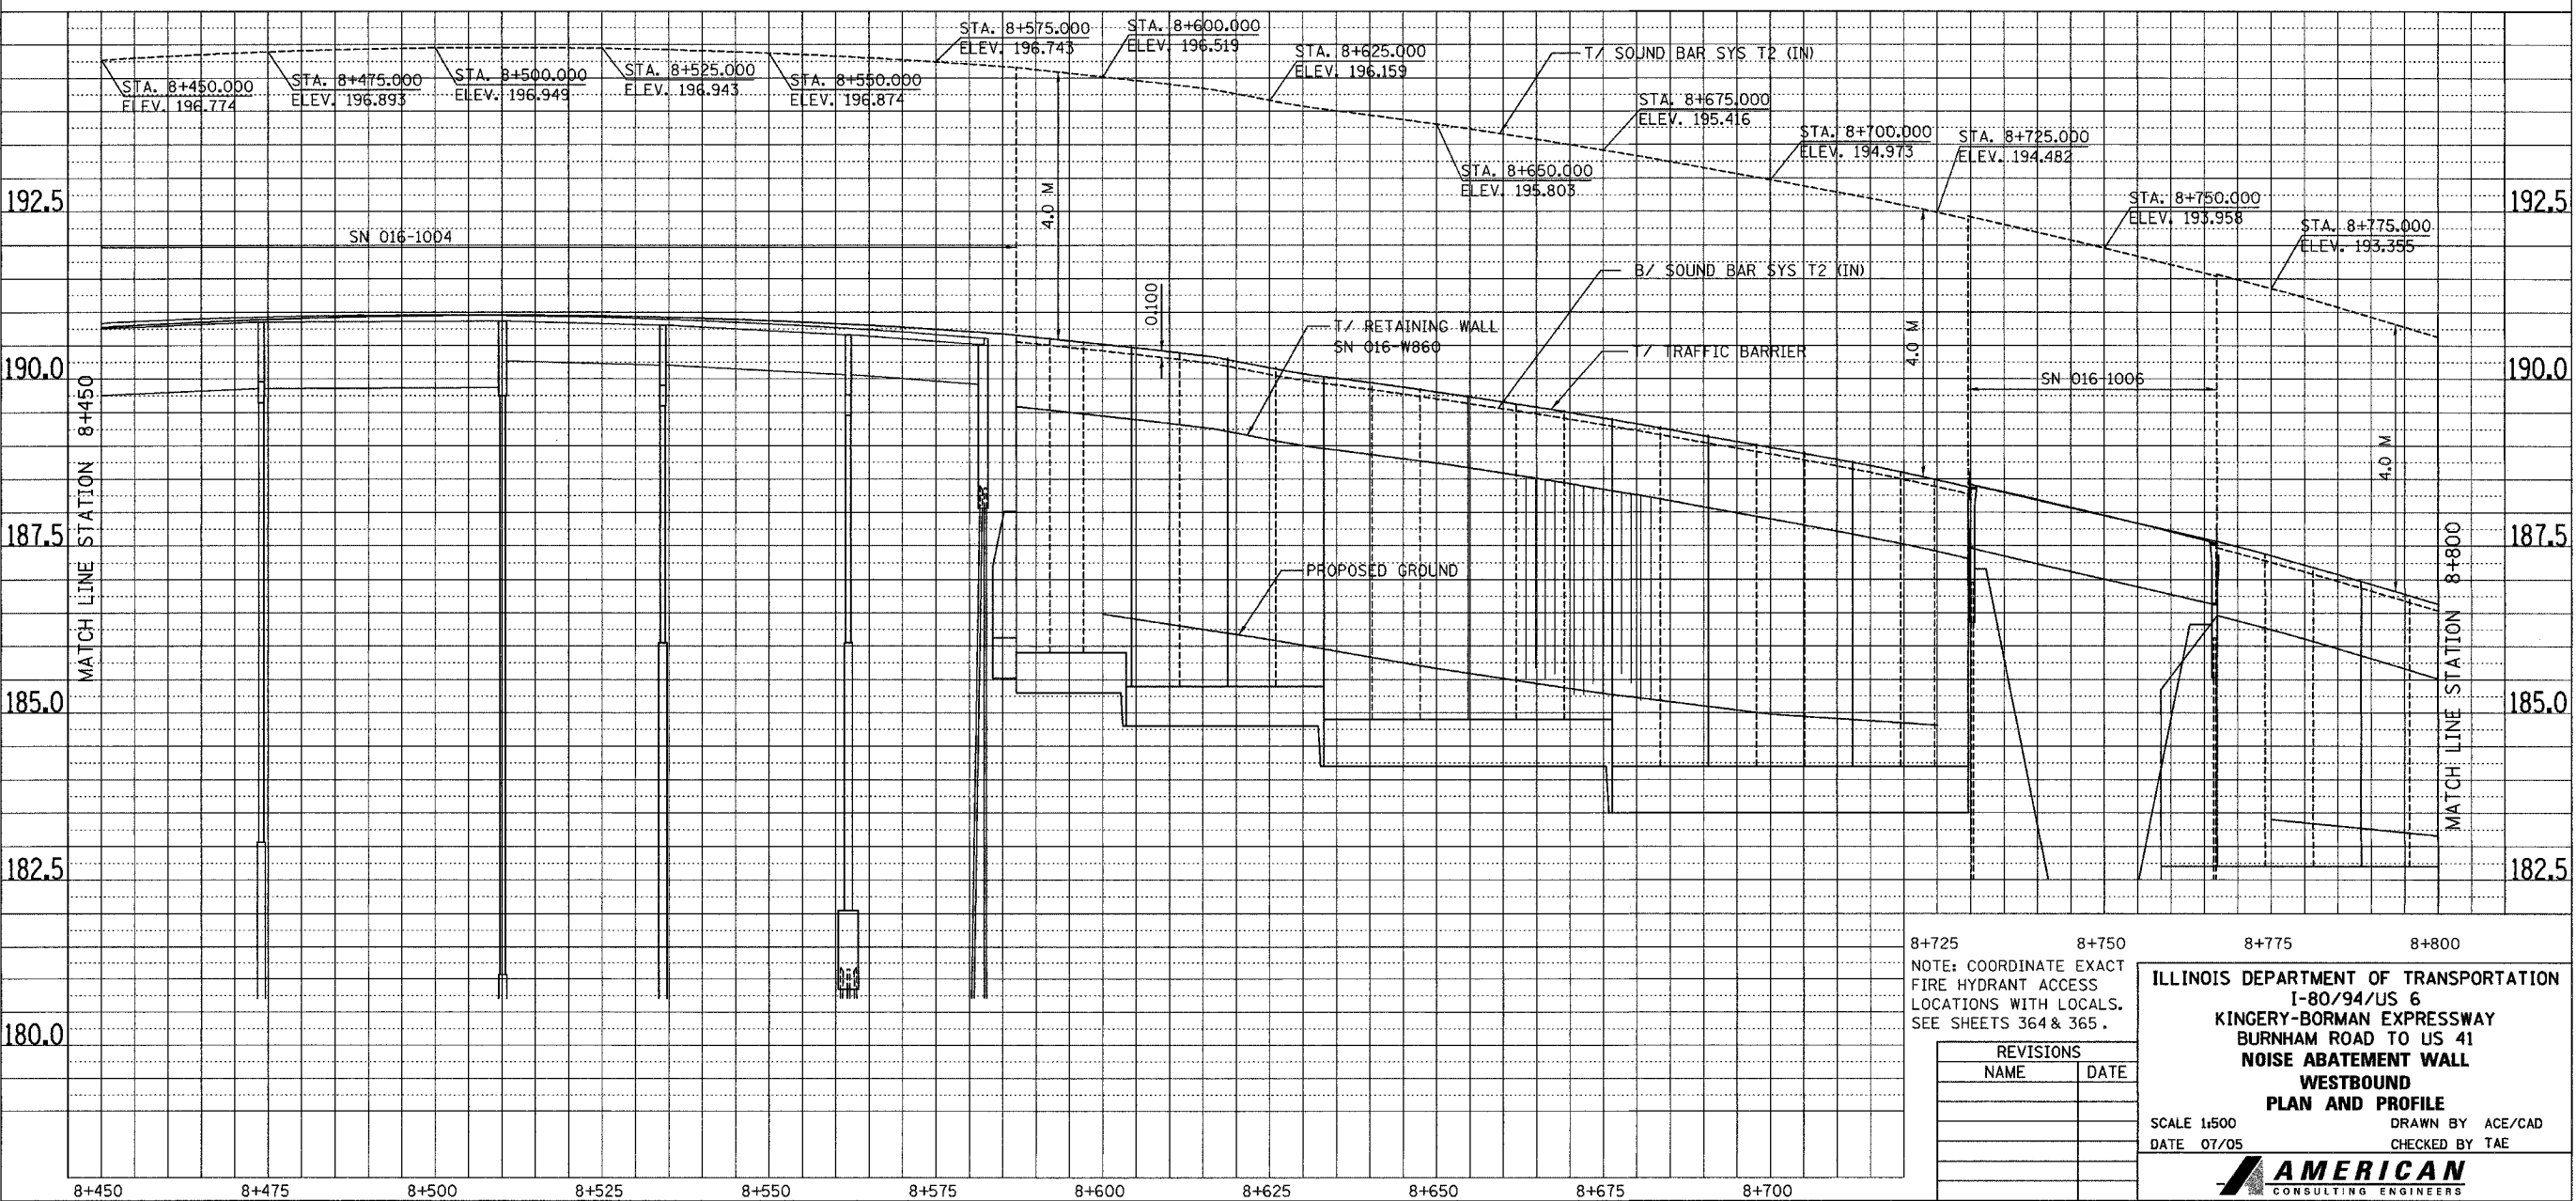 STA. 8+450.000
ELEV. 196.774
STA. 8+475.000
ELEV. 196.893
STA. 8+500.000
ELEV. 196.949
STA. 8+525.000
ELEV. 196.943
STA. 8+550.000
ELEV. 196.874
STA. 8+575.000
ELEV. 196.743
STA. 8+600.000
ELEV. 196.519
STA. 8+625.000
ELEV. 196.159
T/ SOUND BAR SYS T2 (IN)
STA. 8+650.000
ELEV. 195.803
STA. 8+675.000
ELEV. 195.416
STA. 8+700.000
ELEV. 194.973
STA. 8+725.000
ELEV. 194.482
STA. 8+750.000
ELEV. 193.958
STA. 8+775.000
ELEV. 193.355
192.5
192.5
SN 016-1004
4.0 M
0.100
B/ SOUND BAR SYS T2 (IN)
T/ RETAINING WALL
SN 016-W860
T/ TRAFFIC BARRIER
4.0 M
SN 016-1006
4.0 M
190.0
190.0
MATCH LINE STATION 8+450
187.5
187.5
PROPOSED GROUND
MATCH LINE STATION 8+800
185.0
185.0
182.5
182.5
180.0
8+725 8+750 8+775 8+800
NOTE: COORDINATE EXACT
FIRE HYDRANT ACCESS
LOCATIONS WITH LOCALS.
SEE SHEETS 364 & 365.
REVISIONS
NAME DATE
ILLINOIS DEPARTMENT OF TRANSPORTATION
I-80/94/US 6
KINGERY-BORMAN EXPRESSWAY
BURNHAM ROAD TO US 41
NOISE ABATEMENT WALL
WESTBOUND
PLAN AND PROFILE
SCALE 1:500 DRAWN BY ACE/CAD
DATE 07/05 CHECKED BY TAE
AMERICAN
CONSULTING ENGINEERS
8+450 8+475 8+500 8+525 8+550 8+575 8+600 8+625 8+650 8+675 8+700